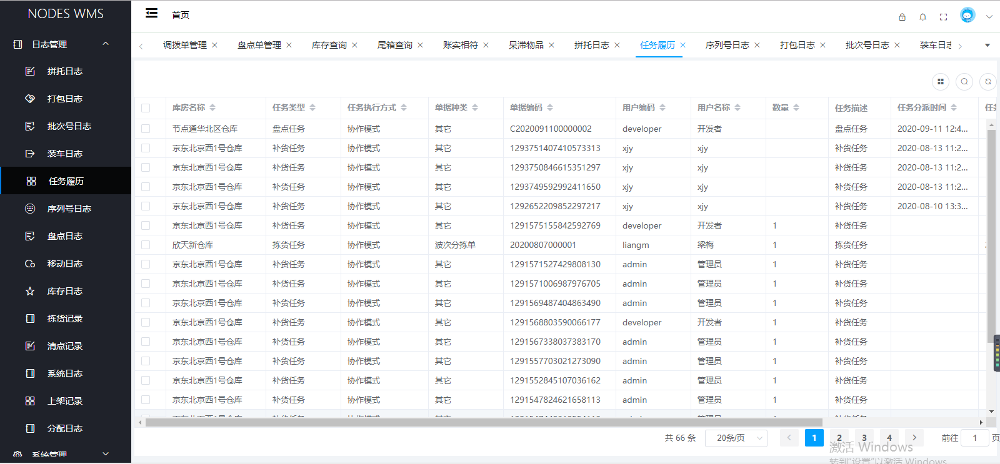 NODES WMS
首页
日志管理
拼托日志
打包日志
批次号日志
装车日志
任务履历
序列号日志
盘点日志
移动日志
库存日志
拣货记录
清点记录
系统日志
上架记录
分配日志
系统管理
调拨单管理 × 盘点单管理 × 库存查询 × 尾箱查询 × 账实相符 × 呆滞物品 × 拼托日志 × 任务履历 × 序列号日志 × 打包日志 × 批次号日志 × 装车日志
库房名称 任务类型 任务执行方式 单据种类 单据编码 用户编码 用户名称 数量 任务描述 任务分派时间 任务
节点通华北区仓库 盘点任务 协作模式 其它 C2020091100000002 developer 开发者 盘点任务 2020-09-11 12:4...
京东北京西1号仓库 补货任务 协作模式 其它 1293751407410573313 xjy xjy 补货任务 2020-08-13 11:2...
京东北京西1号仓库 补货任务 协作模式 其它 1293750846615351297 xjy xjy 补货任务 2020-08-13 11:2...
京东北京西1号仓库 补货任务 协作模式 其它 1293749592992411650 xjy xjy 补货任务 2020-08-13 11:2...
京东北京西1号仓库 补货任务 协作模式 其它 1292652209852297217 xjy xjy 补货任务 2020-08-10 13:3...
京东北京西1号仓库 补货任务 协作模式 其它 1291575155842592769 developer 开发者 1 补货任务
欣天新仓库 拣货任务 协作模式 波次分拣单 20200807000001 liangm 梁梅 1 拣货任务
京东北京西1号仓库 补货任务 协作模式 其它 1291571527429808130 admin 管理员 1 补货任务
京东北京西1号仓库 补货任务 协作模式 其它 1291571006987976705 admin 管理员 1 补货任务
京东北京西1号仓库 补货任务 协作模式 其它 1291569487404863490 admin 管理员 1 补货任务
京东北京西1号仓库 补货任务 协作模式 其它 1291568803590066177 developer 开发者 1 补货任务
京东北京西1号仓库 补货任务 协作模式 其它 1291567338037383170 admin 管理员 1 补货任务
京东北京西1号仓库 补货任务 协作模式 其它 1291557703021273090 admin 管理员 1 补货任务
京东北京西1号仓库 补货任务 协作模式 其它 1291552845107036162 admin 管理员 1 补货任务
京东北京西1号仓库 补货任务 协作模式 其它 1291547824621658113 admin 管理员 1 补货任务
共 66 条 20条/页 1 2 3 4 前往 1 页
激活 Windows
转到"设置"以激活 Windows